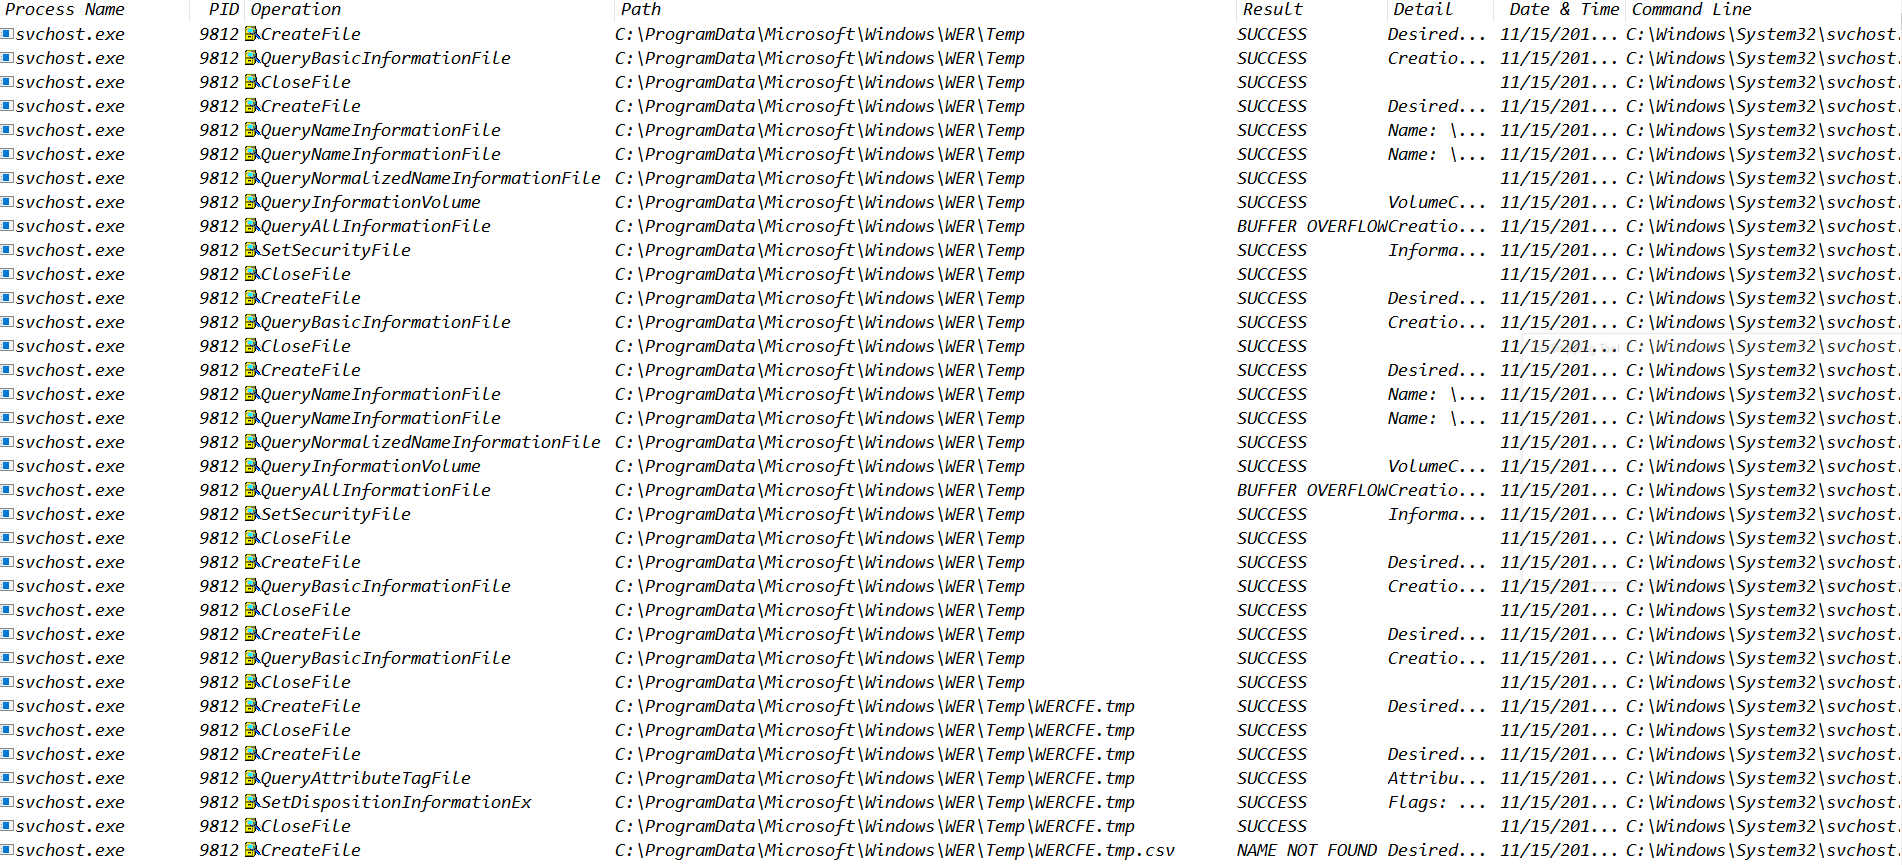 Process Name PID Operation Path Result Detail Date & Time Command Line
svchost.exe 9812 CreateFile C:\ProgramData\Microsoft\Windows\WER\Temp SUCCESS Desired... 11/15/201... C:\Windows\System32\svchost.
svchost.exe 9812 QueryBasicInformationFile C:\ProgramData\Microsoft\Windows\WER\Temp SUCCESS Creatio... 11/15/201... C:\Windows\System32\svchost.
svchost.exe 9812 CloseFile C:\ProgramData\Microsoft\Windows\WER\Temp SUCCESS 11/15/201... C:\Windows\System32\svchost.
svchost.exe 9812 CreateFile C:\ProgramData\Microsoft\Windows\WER\Temp SUCCESS Desired... 11/15/201... C:\Windows\System32\svchost.
svchost.exe 9812 QueryNameInformationFile C:\ProgramData\Microsoft\Windows\WER\Temp SUCCESS Name: \... 11/15/201... C:\Windows\System32\svchost.
svchost.exe 9812 QueryNameInformationFile C:\ProgramData\Microsoft\Windows\WER\Temp SUCCESS Name: \... 11/15/201... C:\Windows\System32\svchost.
svchost.exe 9812 QueryNormalizedNameInformationFile C:\ProgramData\Microsoft\Windows\WER\Temp SUCCESS 11/15/201... C:\Windows\System32\svchost.
svchost.exe 9812 QueryInformationVolume C:\ProgramData\Microsoft\Windows\WER\Temp SUCCESS VolumeC... 11/15/201... C:\Windows\System32\svchost.
svchost.exe 9812 QueryAllInformationFile C:\ProgramData\Microsoft\Windows\WER\Temp BUFFER OVERFLOW Creatio... 11/15/201... C:\Windows\System32\svchost.
svchost.exe 9812 SetSecurityFile C:\ProgramData\Microsoft\Windows\WER\Temp SUCCESS Informa... 11/15/201... C:\Windows\System32\svchost.
svchost.exe 9812 CloseFile C:\ProgramData\Microsoft\Windows\WER\Temp SUCCESS 11/15/201... C:\Windows\System32\svchost.
svchost.exe 9812 CreateFile C:\ProgramData\Microsoft\Windows\WER\Temp SUCCESS Desired... 11/15/201... C:\Windows\System32\svchost.
svchost.exe 9812 QueryBasicInformationFile C:\ProgramData\Microsoft\Windows\WER\Temp SUCCESS Creatio... 11/15/201... C:\Windows\System32\svchost.
svchost.exe 9812 CloseFile C:\ProgramData\Microsoft\Windows\WER\Temp SUCCESS 11/15/201... C:\Windows\System32\svchost.
svchost.exe 9812 CreateFile C:\ProgramData\Microsoft\Windows\WER\Temp SUCCESS Desired... 11/15/201... C:\Windows\System32\svchost.
svchost.exe 9812 QueryNameInformationFile C:\ProgramData\Microsoft\Windows\WER\Temp SUCCESS Name: \... 11/15/201... C:\Windows\System32\svchost.
svchost.exe 9812 QueryNameInformationFile C:\ProgramData\Microsoft\Windows\WER\Temp SUCCESS Name: \... 11/15/201... C:\Windows\System32\svchost.
svchost.exe 9812 QueryNormalizedNameInformationFile C:\ProgramData\Microsoft\Windows\WER\Temp SUCCESS 11/15/201... C:\Windows\System32\svchost.
svchost.exe 9812 QueryInformationVolume C:\ProgramData\Microsoft\Windows\WER\Temp SUCCESS VolumeC... 11/15/201... C:\Windows\System32\svchost.
svchost.exe 9812 QueryAllInformationFile C:\ProgramData\Microsoft\Windows\WER\Temp BUFFER OVERFLOW Creatio... 11/15/201... C:\Windows\System32\svchost.
svchost.exe 9812 SetSecurityFile C:\ProgramData\Microsoft\Windows\WER\Temp SUCCESS Informa... 11/15/201... C:\Windows\System32\svchost.
svchost.exe 9812 CloseFile C:\ProgramData\Microsoft\Windows\WER\Temp SUCCESS 11/15/201... C:\Windows\System32\svchost.
svchost.exe 9812 CreateFile C:\ProgramData\Microsoft\Windows\WER\Temp SUCCESS Desired... 11/15/201... C:\Windows\System32\svchost.
svchost.exe 9812 QueryBasicInformationFile C:\ProgramData\Microsoft\Windows\WER\Temp SUCCESS Creatio... 11/15/201... C:\Windows\System32\svchost.
svchost.exe 9812 CloseFile C:\ProgramData\Microsoft\Windows\WER\Temp SUCCESS 11/15/201... C:\Windows\System32\svchost.
svchost.exe 9812 CreateFile C:\ProgramData\Microsoft\Windows\WER\Temp SUCCESS Desired... 11/15/201... C:\Windows\System32\svchost.
svchost.exe 9812 QueryBasicInformationFile C:\ProgramData\Microsoft\Windows\WER\Temp SUCCESS Creatio... 11/15/201... C:\Windows\System32\svchost.
svchost.exe 9812 CloseFile C:\ProgramData\Microsoft\Windows\WER\Temp SUCCESS 11/15/201... C:\Windows\System32\svchost.
svchost.exe 9812 CreateFile C:\ProgramData\Microsoft\Windows\WER\Temp\WERCFE.tmp SUCCESS Desired... 11/15/201... C:\Windows\System32\svchost.
svchost.exe 9812 CloseFile C:\ProgramData\Microsoft\Windows\WER\Temp\WERCFE.tmp SUCCESS 11/15/201... C:\Windows\System32\svchost.
svchost.exe 9812 CreateFile C:\ProgramData\Microsoft\Windows\WER\Temp\WERCFE.tmp SUCCESS Desired... 11/15/201... C:\Windows\System32\svchost.
svchost.exe 9812 QueryAttributeTagFile C:\ProgramData\Microsoft\Windows\WER\Temp\WERCFE.tmp SUCCESS Attribu... 11/15/201... C:\Windows\System32\svchost.
svchost.exe 9812 SetDispositionInformationEx C:\ProgramData\Microsoft\Windows\WER\Temp\WERCFE.tmp SUCCESS Flags: ... 11/15/201... C:\Windows\System32\svchost.
svchost.exe 9812 CloseFile C:\ProgramData\Microsoft\Windows\WER\Temp\WERCFE.tmp SUCCESS 11/15/201... C:\Windows\System32\svchost.
svchost.exe 9812 CreateFile C:\ProgramData\Microsoft\Windows\WER\Temp\WERCFE.tmp.csv NAME NOT FOUND Desired... 11/15/201... C:\Windows\System32\svchost.